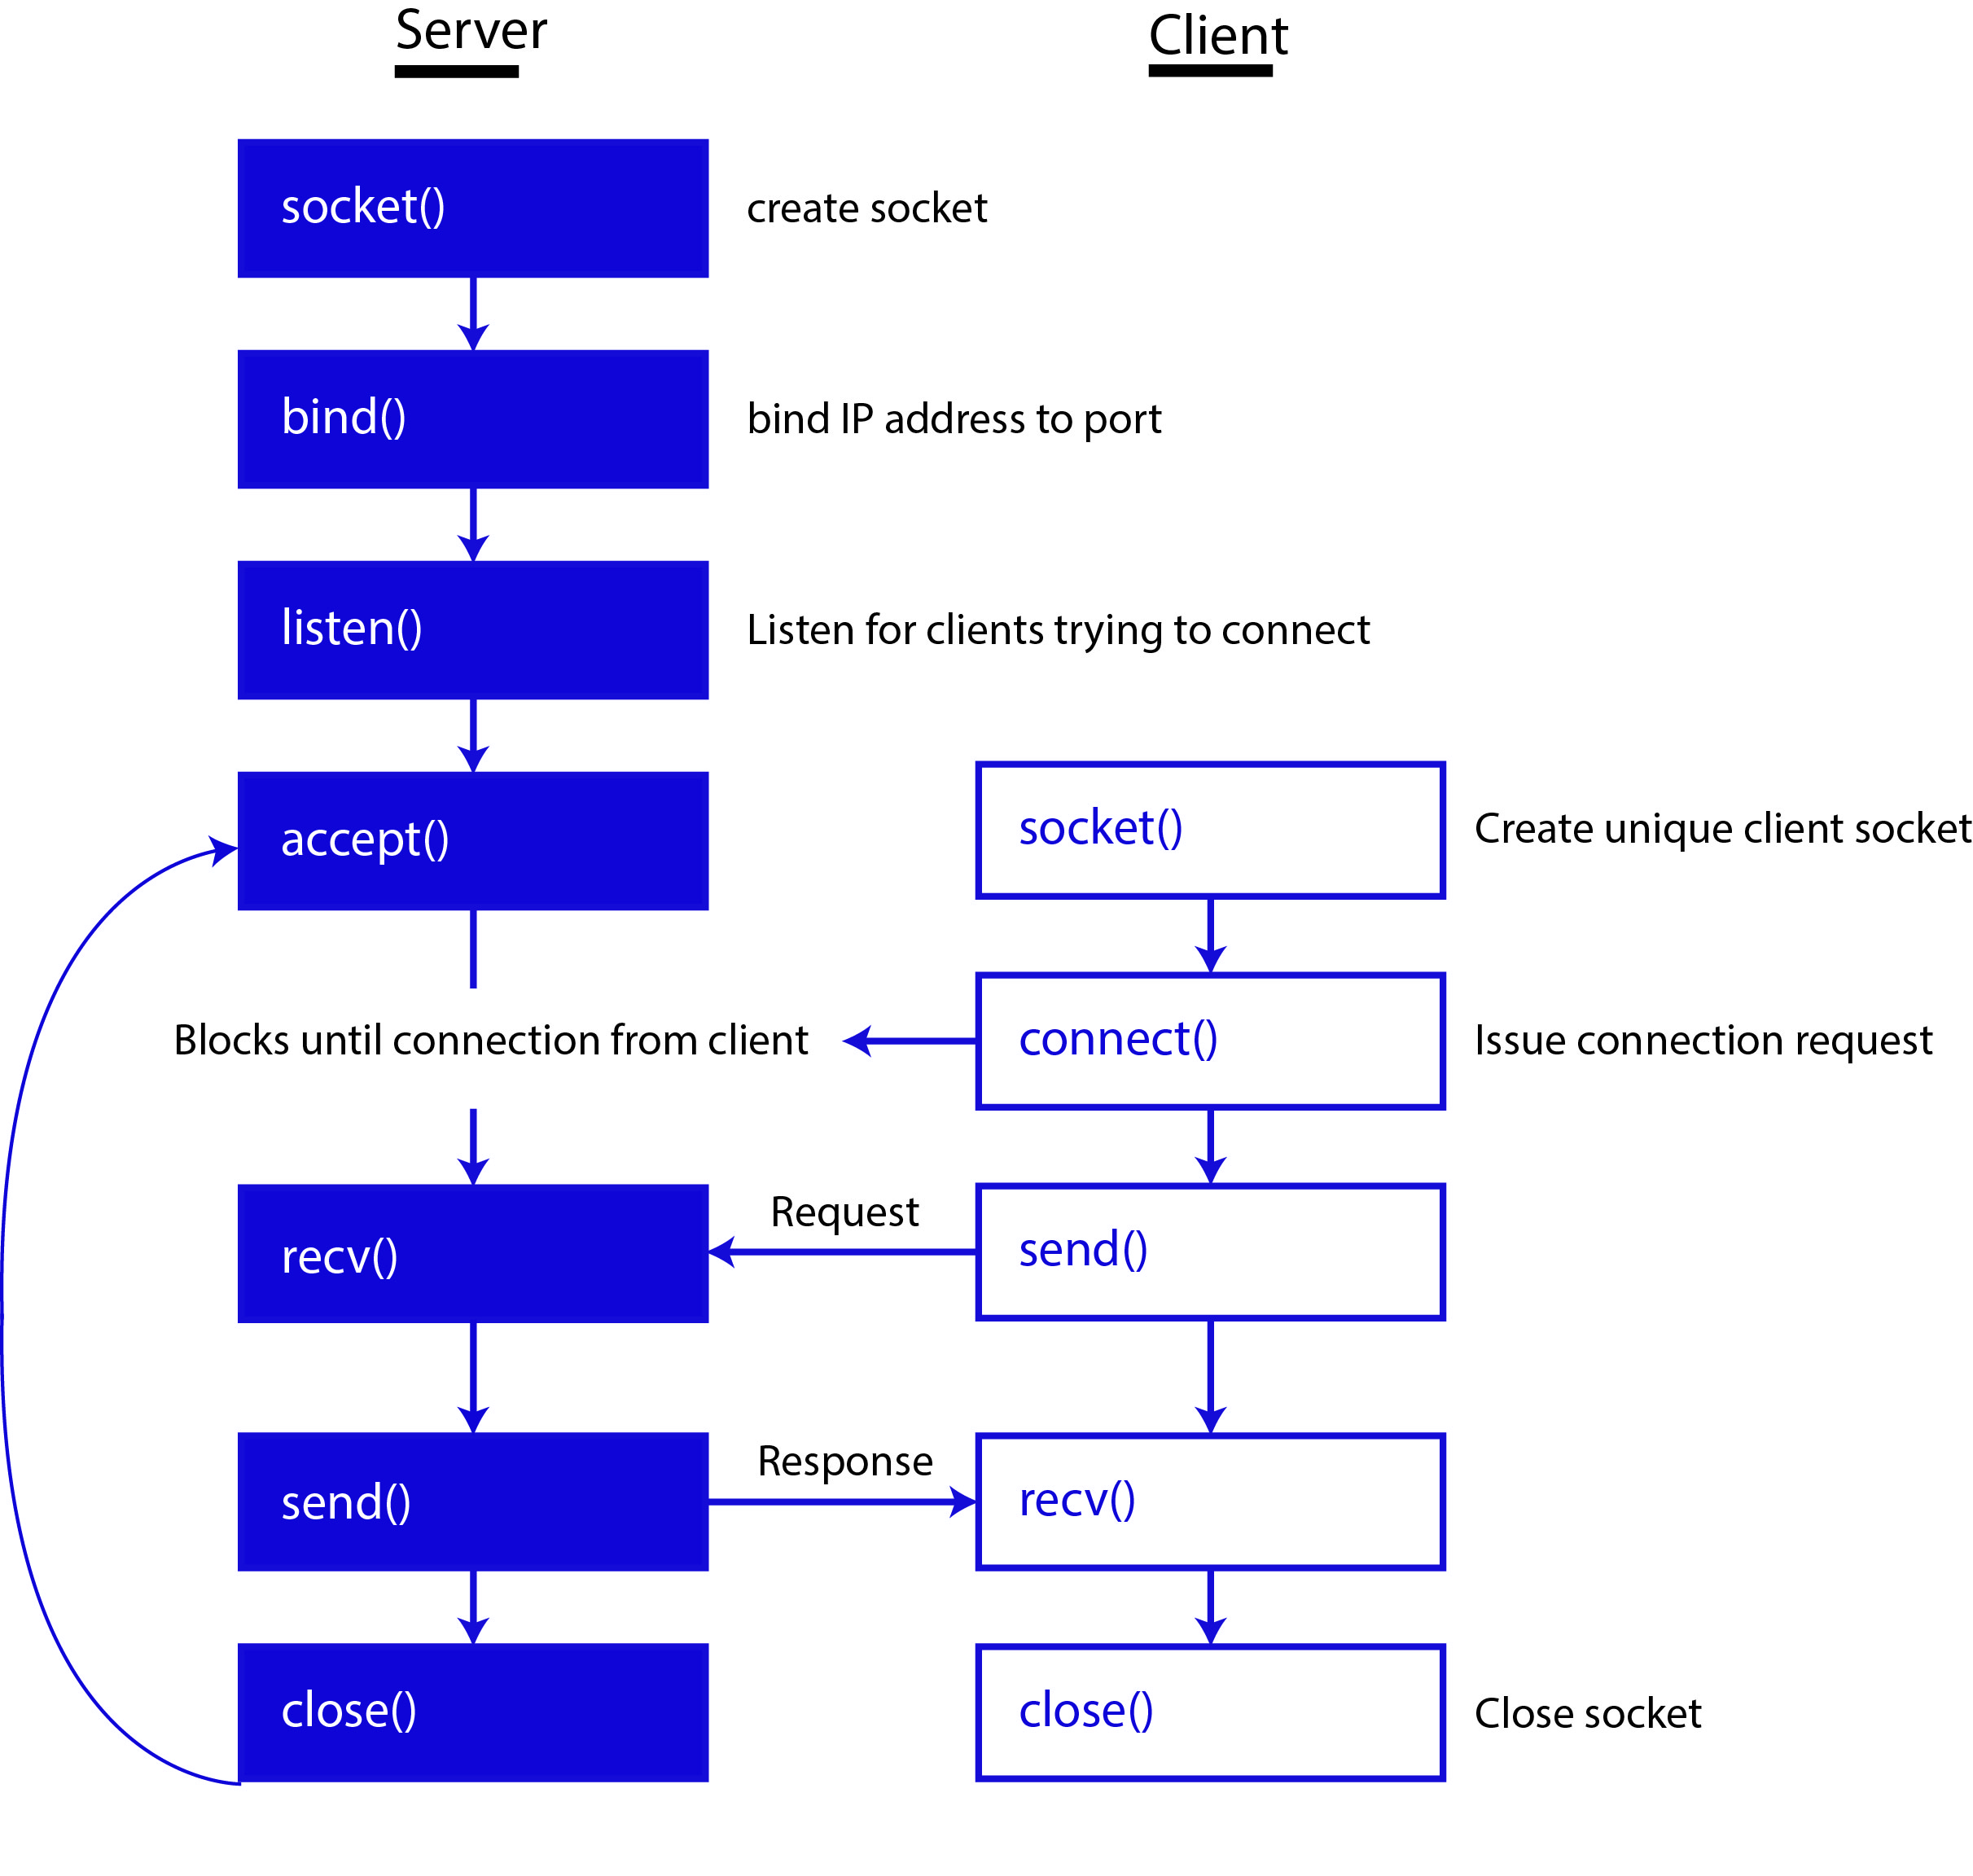 Server
Client
socket()
create socket
bind()
bind IP address to port
listen()
Listen for clients trying to connect
accept()
socket()
Create unique client socket
Blocks until connection from client
connect()
Issue connection request
Request
recv()
send()
Response
send()
recv()
close()
close()
Close socket